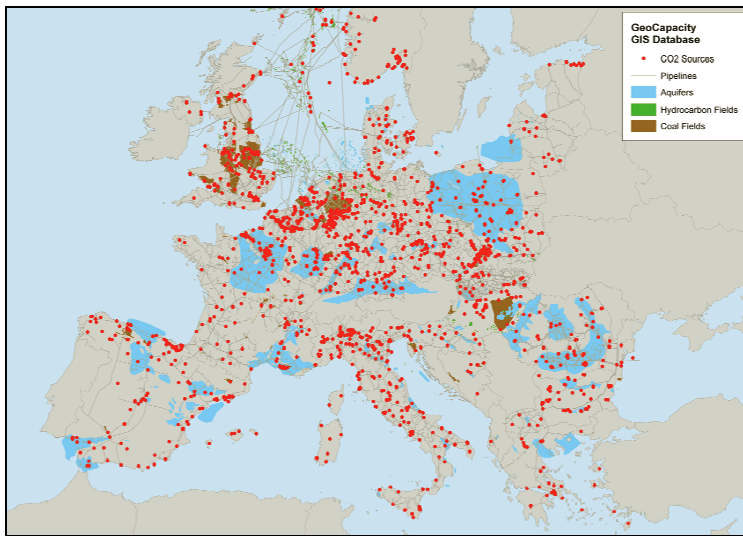 GeoCapacity
GIS Database
CO2 Sources
Pipelines
Aquifers
Hydrocarbon Fields
Coal Fields